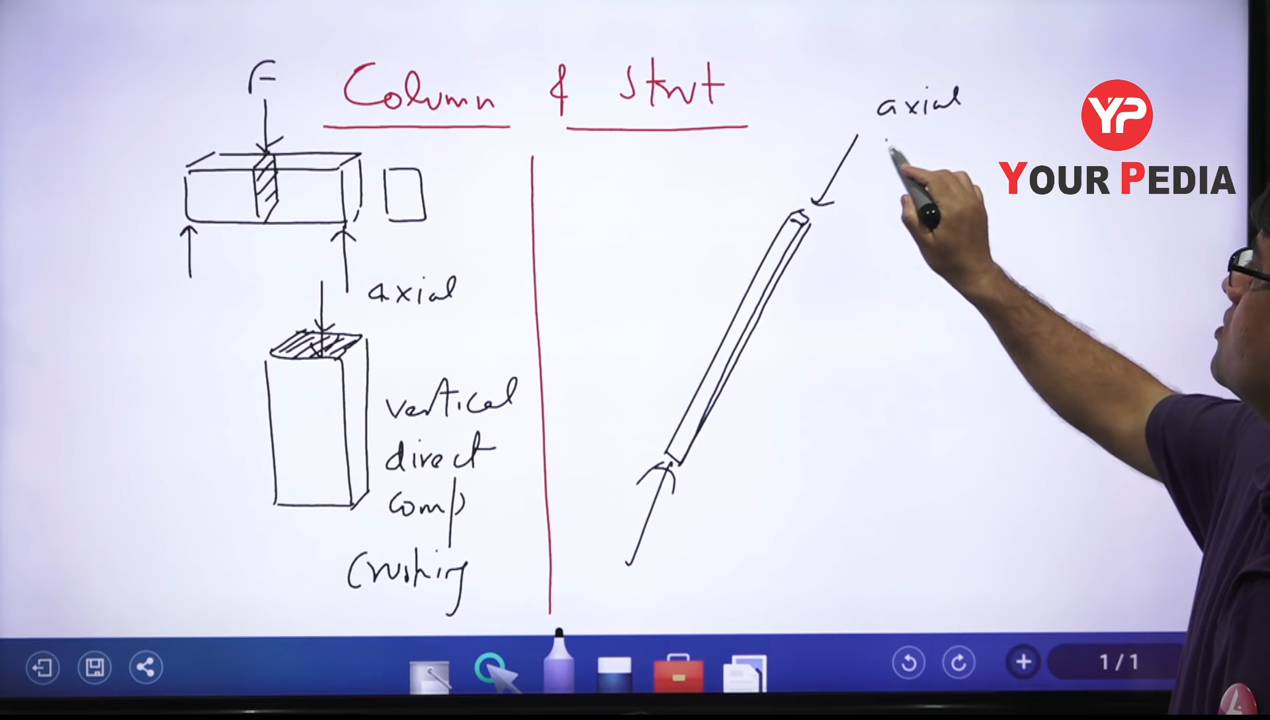 Column & Strut
F
axial
vertical
direct
comp
Crushing
axial
YP
YOUR PEDIA
1/1